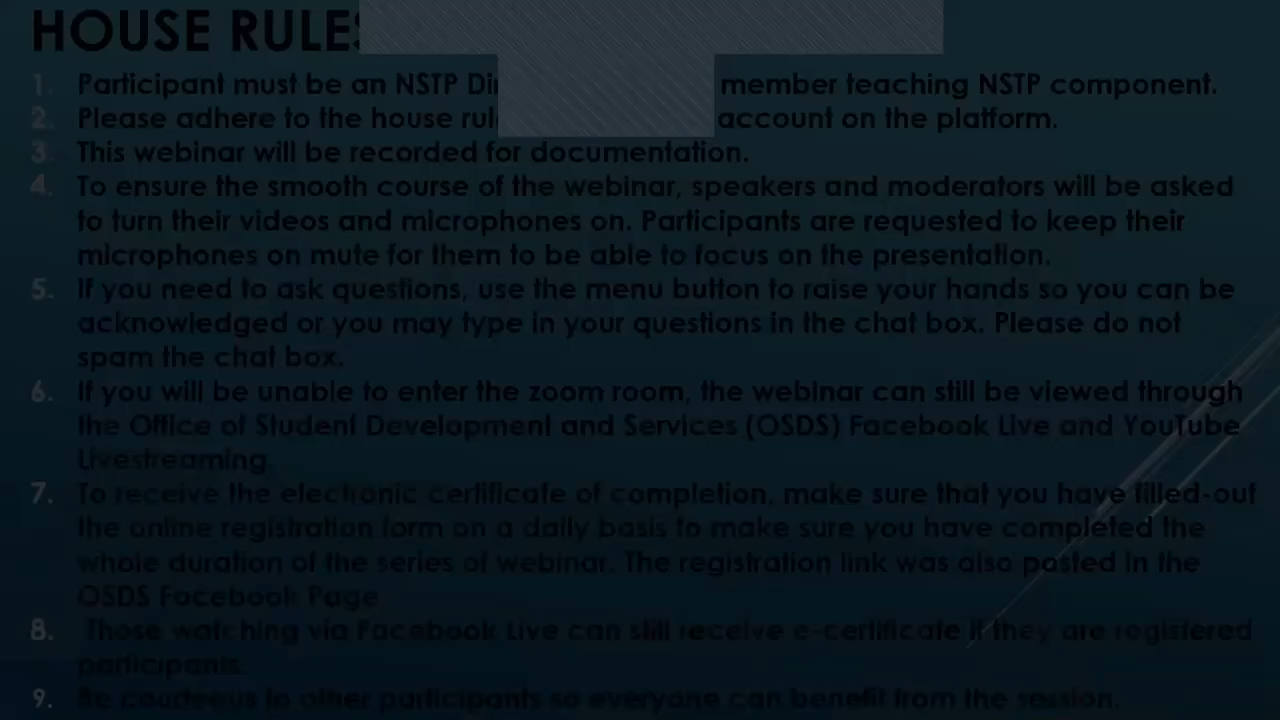 HOUSE RULES
1. Participant must be an NSTP member teaching NSTP component.
2. Please adhere to the house account on the platform.
3. This webinar will be recorded for documentation.
4. To ensure the smooth course of the webinar, speakers and moderators will be asked
to turn their videos and microphones on. Participants are requested to keep their
microphones on mute for them to be able to focus on the presentation.
5. If you need to ask questions, use the menu button to raise your hands so you can be
acknowledged or you may type in your questions in the chat box. Please do not
spam the chat box.
6. If you will be unable to enter the zoom room, the webinar can still be viewed through
the Office of Student Development and Services (OSDS) Facebook Live and YouTube
Livestreaming.
7. To receive the electronic certificate of completion, make sure that you have filled-out
the online registration form on a daily basis to make sure you have completed the
whole duration of the series of webinar. The registration link was also posted in the
OSDS Facebook Page
8. Those watching via Facebook Live can still receive e-certificate if they are registered
participants.
9. Be courteous to other participants so everyone can benefit from the session.